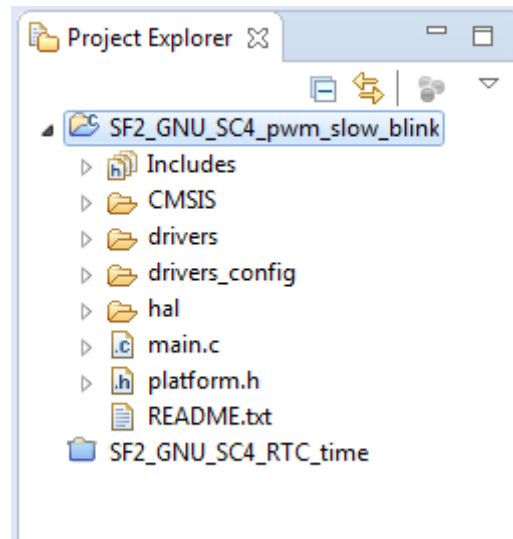 Project Explorer
SF2_GNU_SC4_pwm_slow_blink
Includes
CMSIS
drivers
drivers_config
hal
main.c
platform.h
README.txt
SF2_GNU_SC4_RTC_time